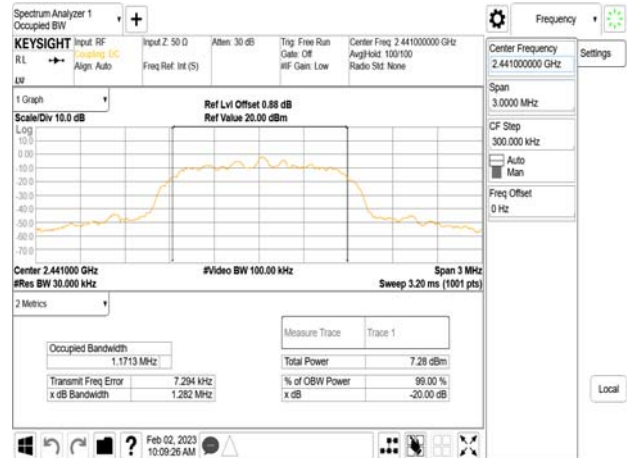 Spectrum Analyzer 1
Occupied BW
Frequency
KEYSIGHT
Input: RF
Coupling: DC
Align: Auto
Input Z: 50 Ω
Freq Ref: Int (S)
Atten: 30 dB
Trig: Free Run
Gate: Off
#IF Gain: Low
Center Freq: 2.441000000 GHz
Avg|Hold: 100/100
Radio Std: None
RL
Center Frequency
2.441000000 GHz
Settings
Span
3.0000 MHz
CF Step
300.000 kHz
Auto
Man
Freq Offset
0 Hz
Local
1 Graph
Scale/Div 10.0 dB
Ref Lvl Offset 0.88 dB
Ref Value 20.00 dBm
Log
10.0
0.00
-10.0
-20.0
-30.0
-40.0
-50.0
-60.0
-70.0
Center 2.441000 GHz
#Video BW 100.00 kHz
Span 3 MHz
#Res BW 30.000 kHz
Sweep 3.20 ms (1001 pts)
2 Metrics
Measure Trace
Trace 1
Occupied Bandwidth
1.1713 MHz
Total Power
7.28 dBm
Transmit Freq Error
7.294 kHz
% of OBW Power
99.00 %
x dB Bandwidth
1.282 MHz
x dB
-20.00 dB
Feb 02, 2023
10:09:26 AM